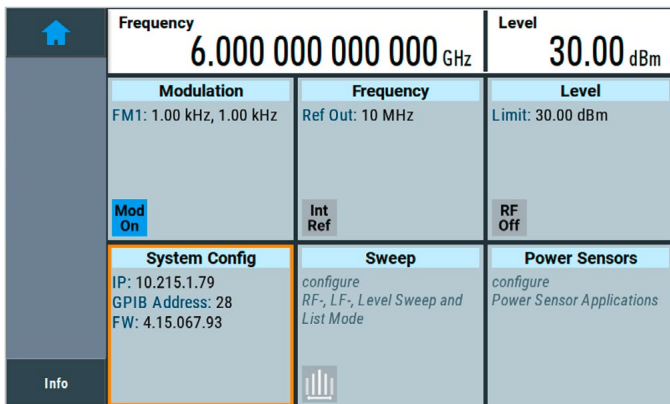 Frequency
6.000 000 000 000 GHz
Level
30.00 dBm
Modulation
FM1: 1.00 kHz, 1.00 kHz
Mod
On
Frequency
Ref Out: 10 MHz
Int
Ref
Level
Limit: 30.00 dBm
RF
Off
System Config
IP: 10.215.1.79
GPIB Address: 28
FW: 4.15.067.93
Sweep
configure
RF-, LF-, Level Sweep and
List Mode
Power Sensors
configure
Power Sensor Applications
Info